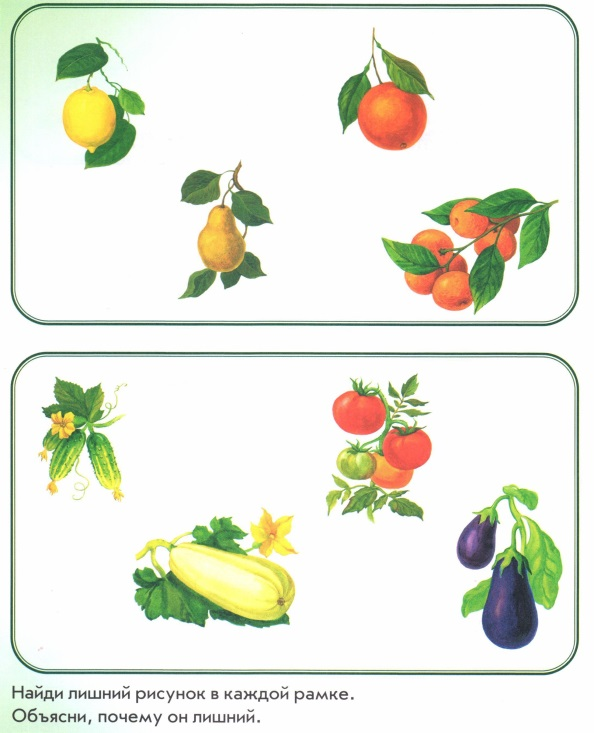 Найди лишний рисунок в каждой рамке.
Объясни, почему он лишний.